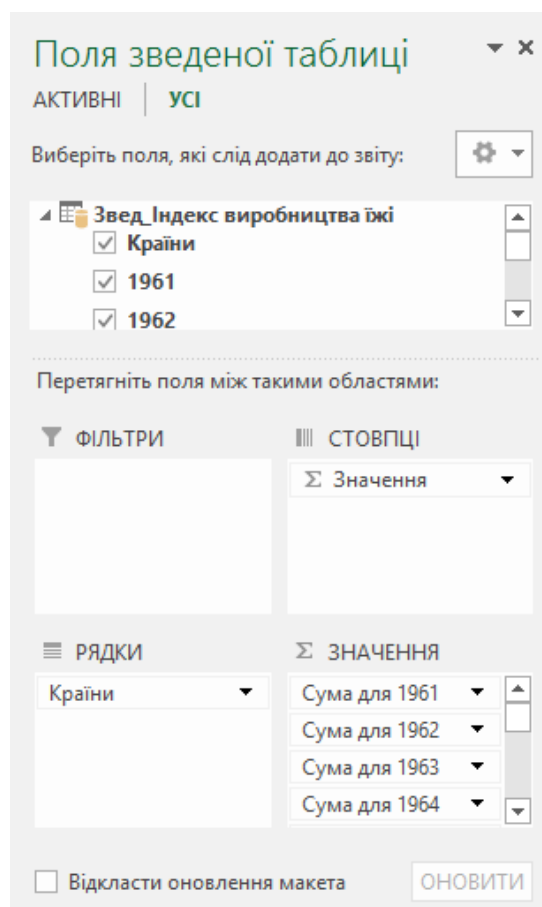 Поля зведеної таблиці
АКТИВНІ УСІ
Виберіть поля, які слід додати до звіту:
Звед_Індекс виробництва їжі
Країни
1961
1962
Перетягніть поля між такими областями:
ФІЛЬТРИ
СТОВПЦІ
Σ Значення
РЯДКИ
Країни
Σ ЗНАЧЕННЯ
Сума для 1961
Сума для 1962
Сума для 1963
Сума для 1964
Відкласти оновлення макета
ОНОВИТИ